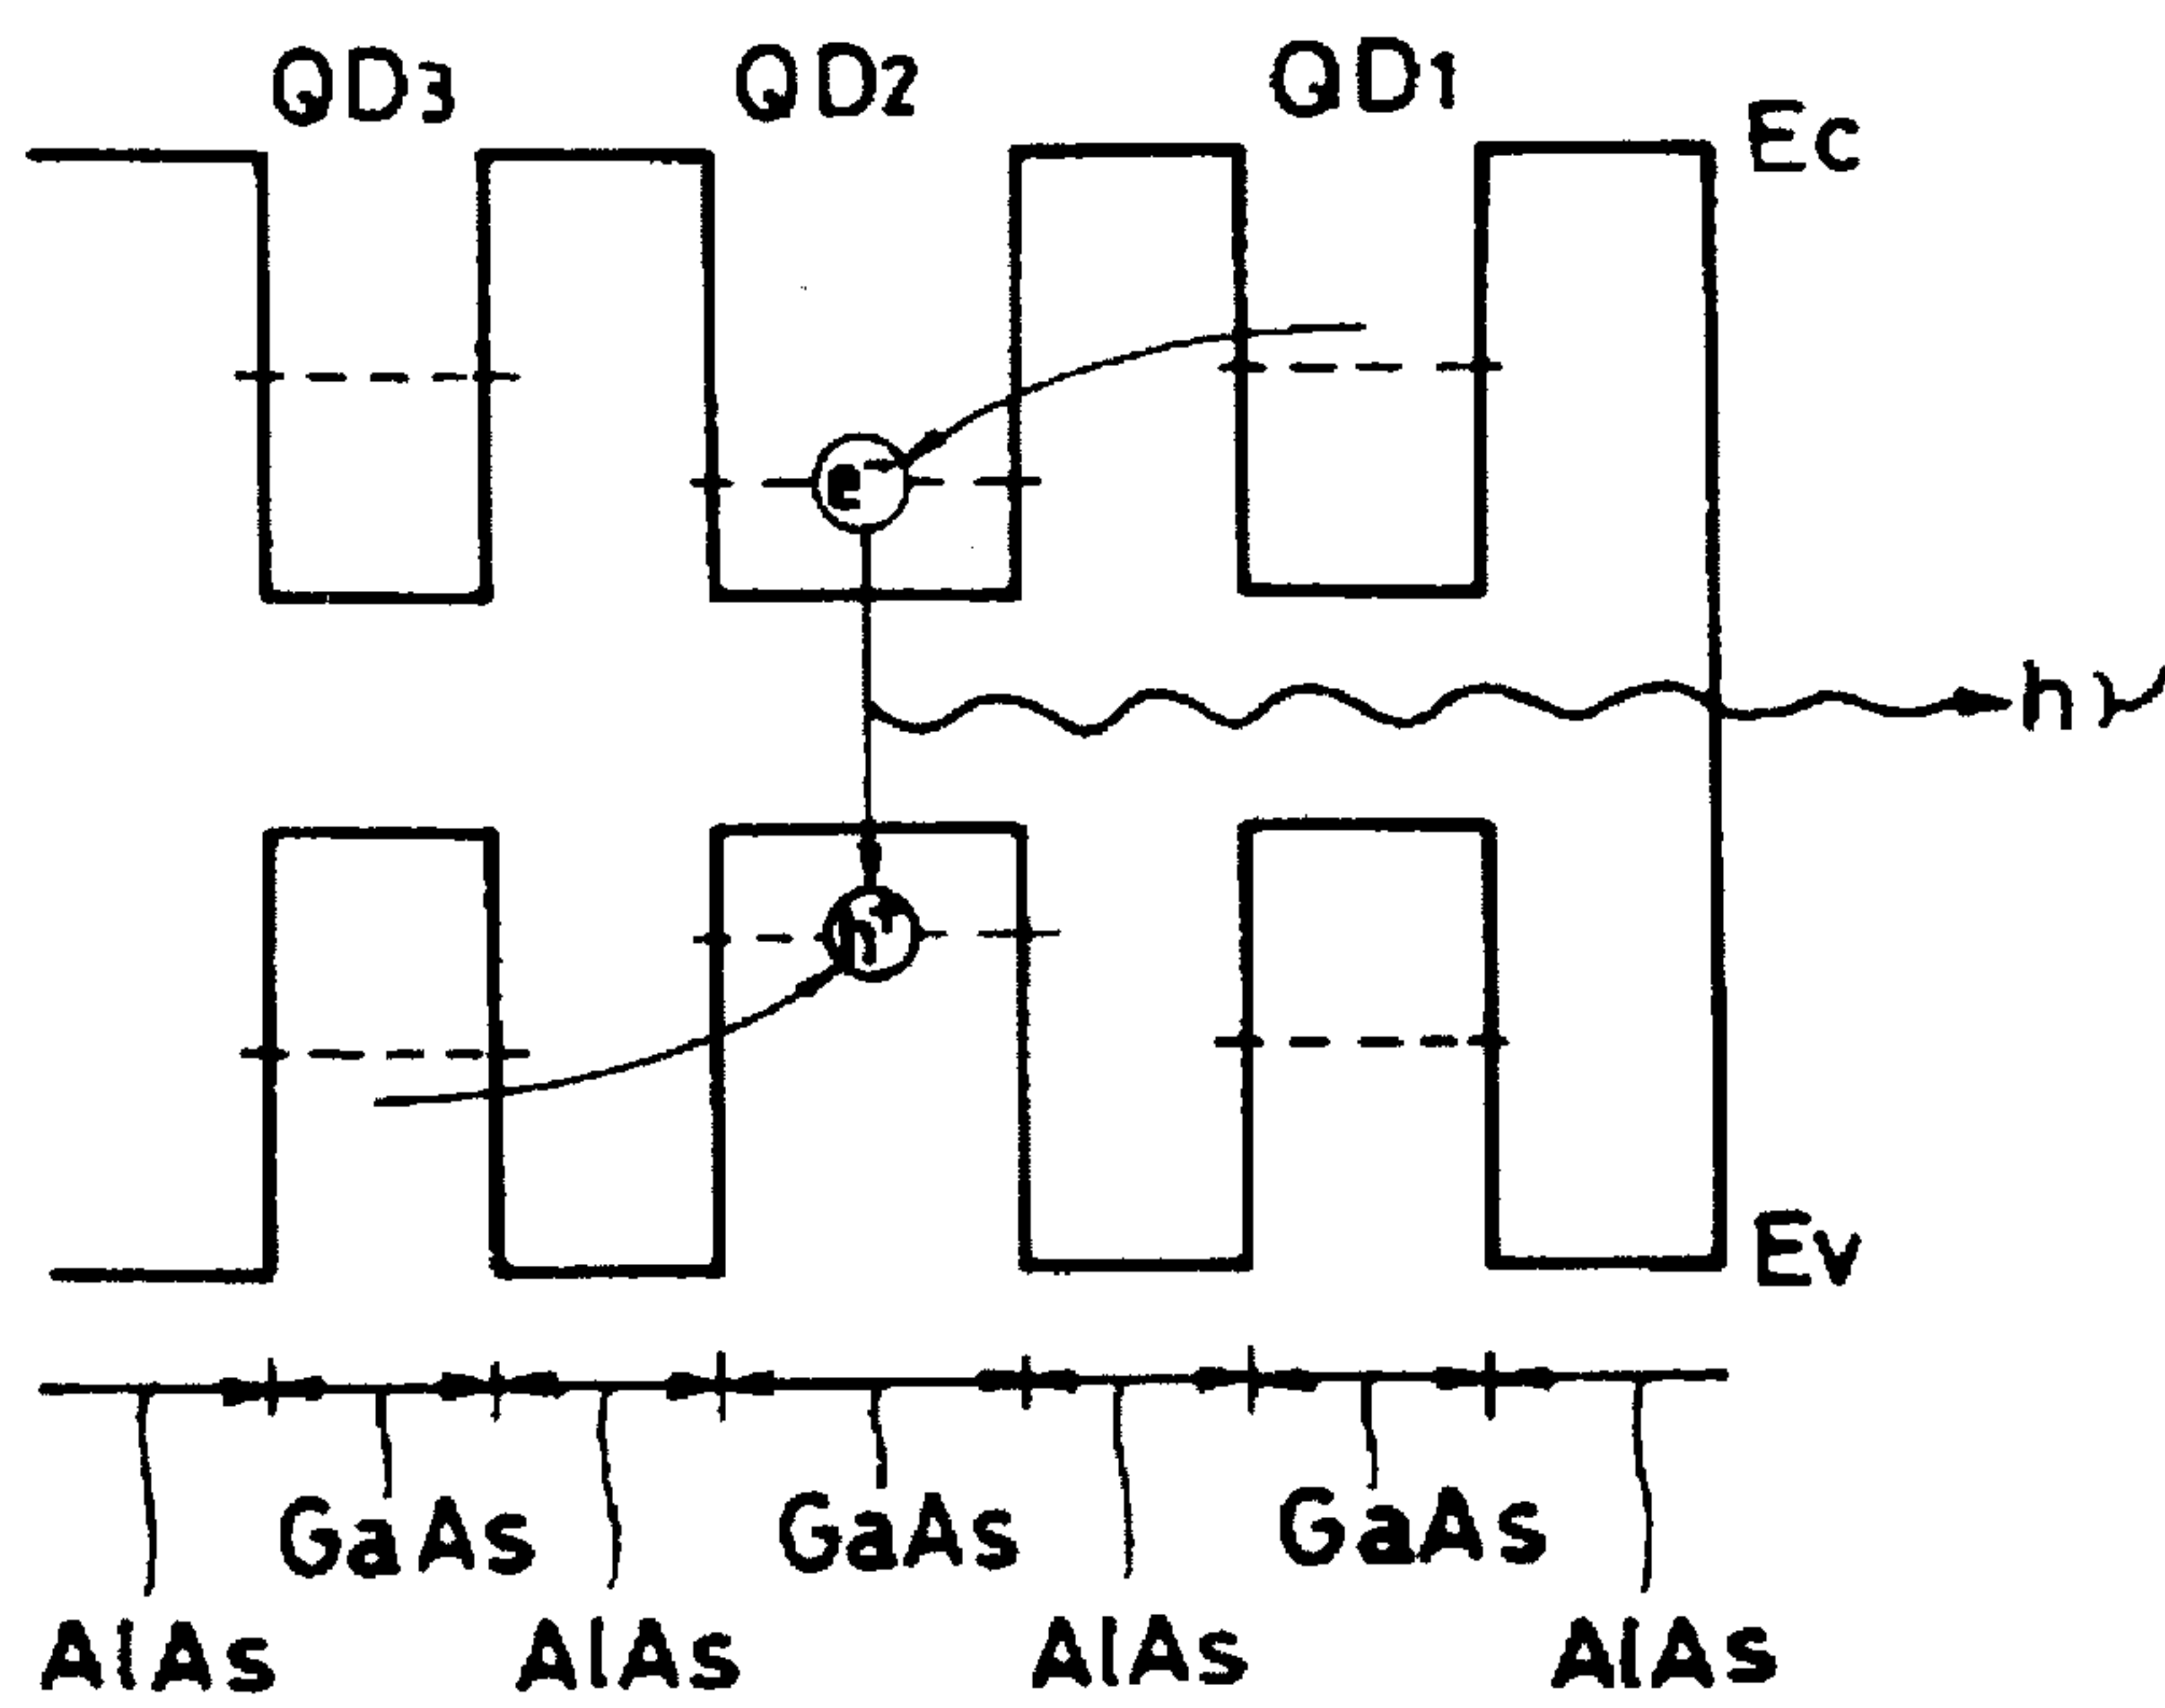 QD3 QD2 QD1
Ec
e-
hν
h+
Ev
GaAs GaAs GaAs
AlAs AlAs AlAs AlAs